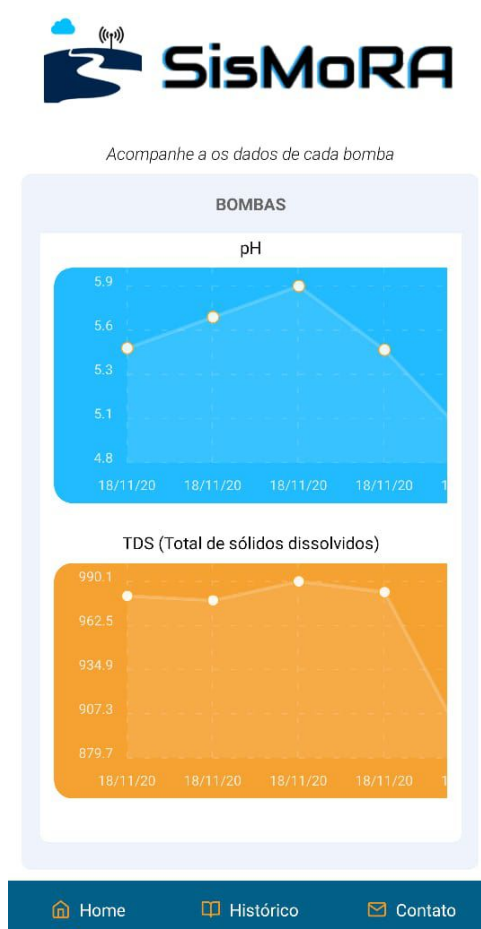 SisMoRA
Acompanhe a os dados de cada bomba
BOMBAS
pH
5.9
5.6
5.3
5.1
4.8
18/11/20 18/11/20 18/11/20 18/11/20 1
TDS (Total de sólidos dissolvidos)
990.1
962.5
934.9
907.3
879.7
18/11/20 18/11/20 18/11/20 18/11/20 1
Home Histórico Contato